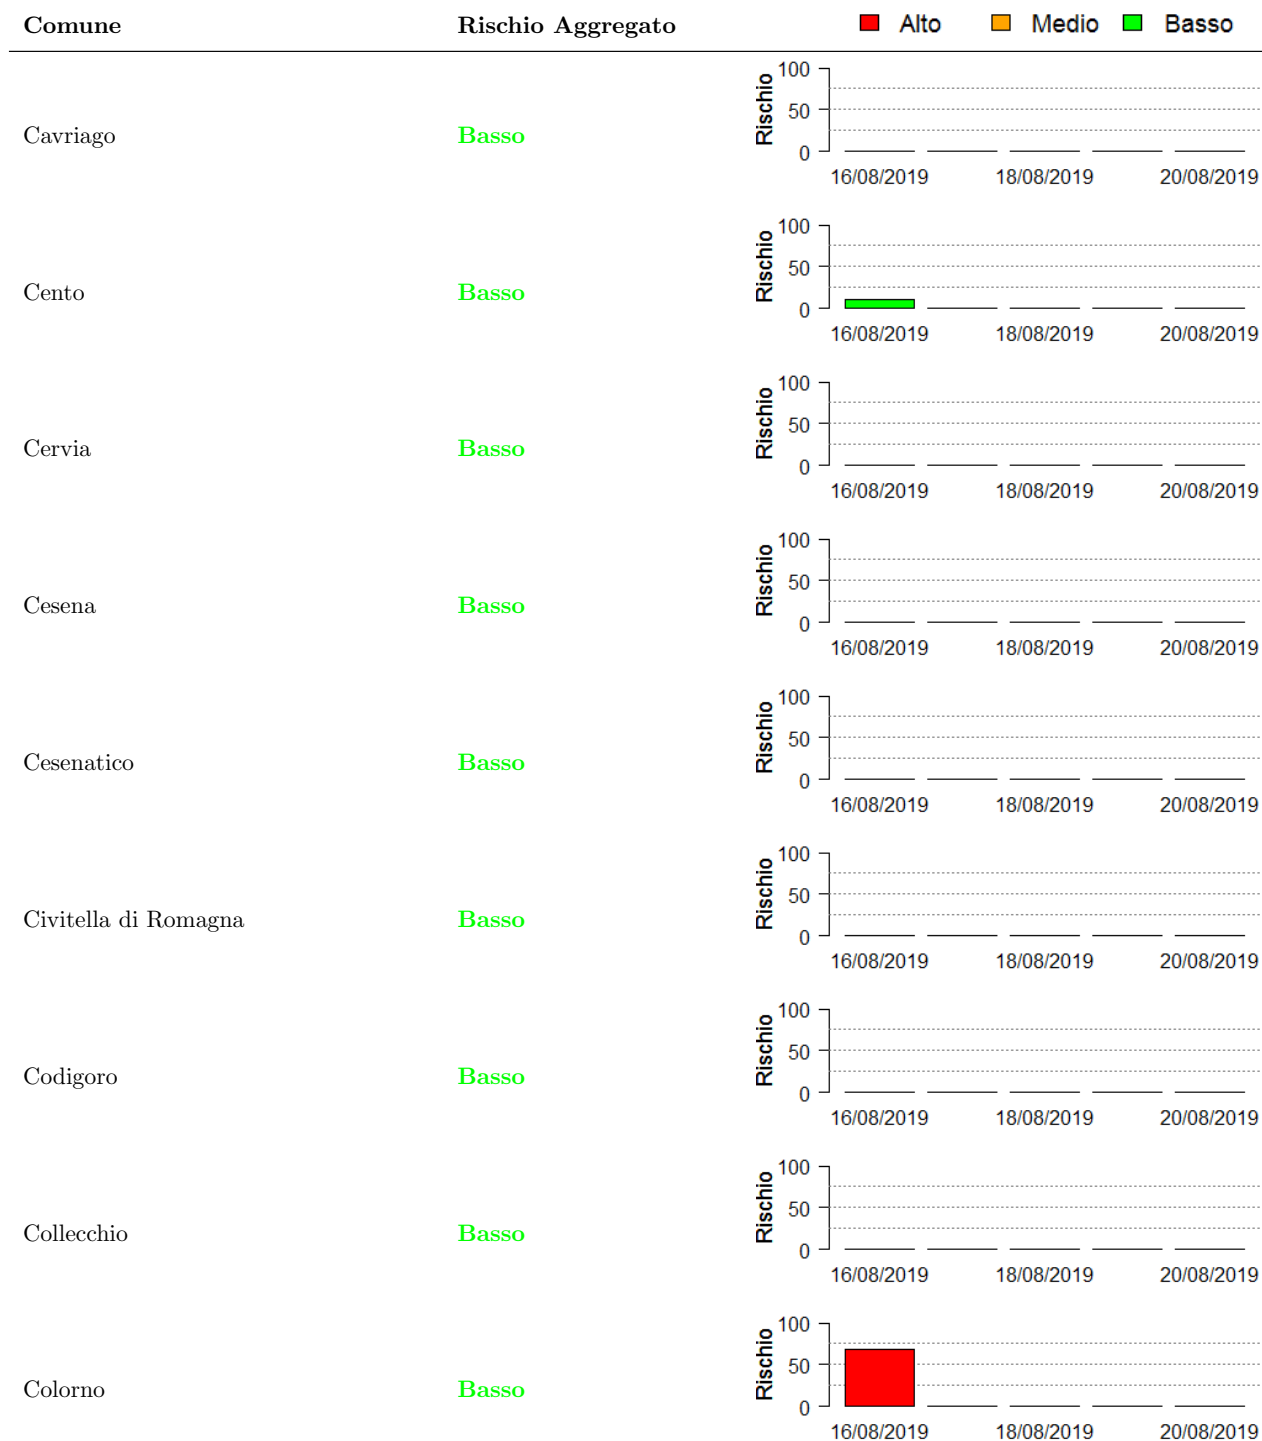 Comune Rischio Aggregato Alto Medio Basso
100
50
0
Rischio
Cavriago Basso
16/08/2019 18/08/2019 20/08/2019
100
50
0
Rischio
Cento Basso
16/08/2019 18/08/2019 20/08/2019
100
50
0
Rischio
Cervia Basso
16/08/2019 18/08/2019 20/08/2019
100
50
0
Rischio
Cesena Basso
16/08/2019 18/08/2019 20/08/2019
100
50
0
Rischio
Cesenatico Basso
16/08/2019 18/08/2019 20/08/2019
100
50
0
Rischio
Civitella di Romagna Basso
16/08/2019 18/08/2019 20/08/2019
100
50
0
Rischio
Codigoro Basso
16/08/2019 18/08/2019 20/08/2019
100
50
0
Rischio
Collecchio Basso
16/08/2019 18/08/2019 20/08/2019
100
50
0
Rischio
Colorno Basso
16/08/2019 18/08/2019 20/08/2019